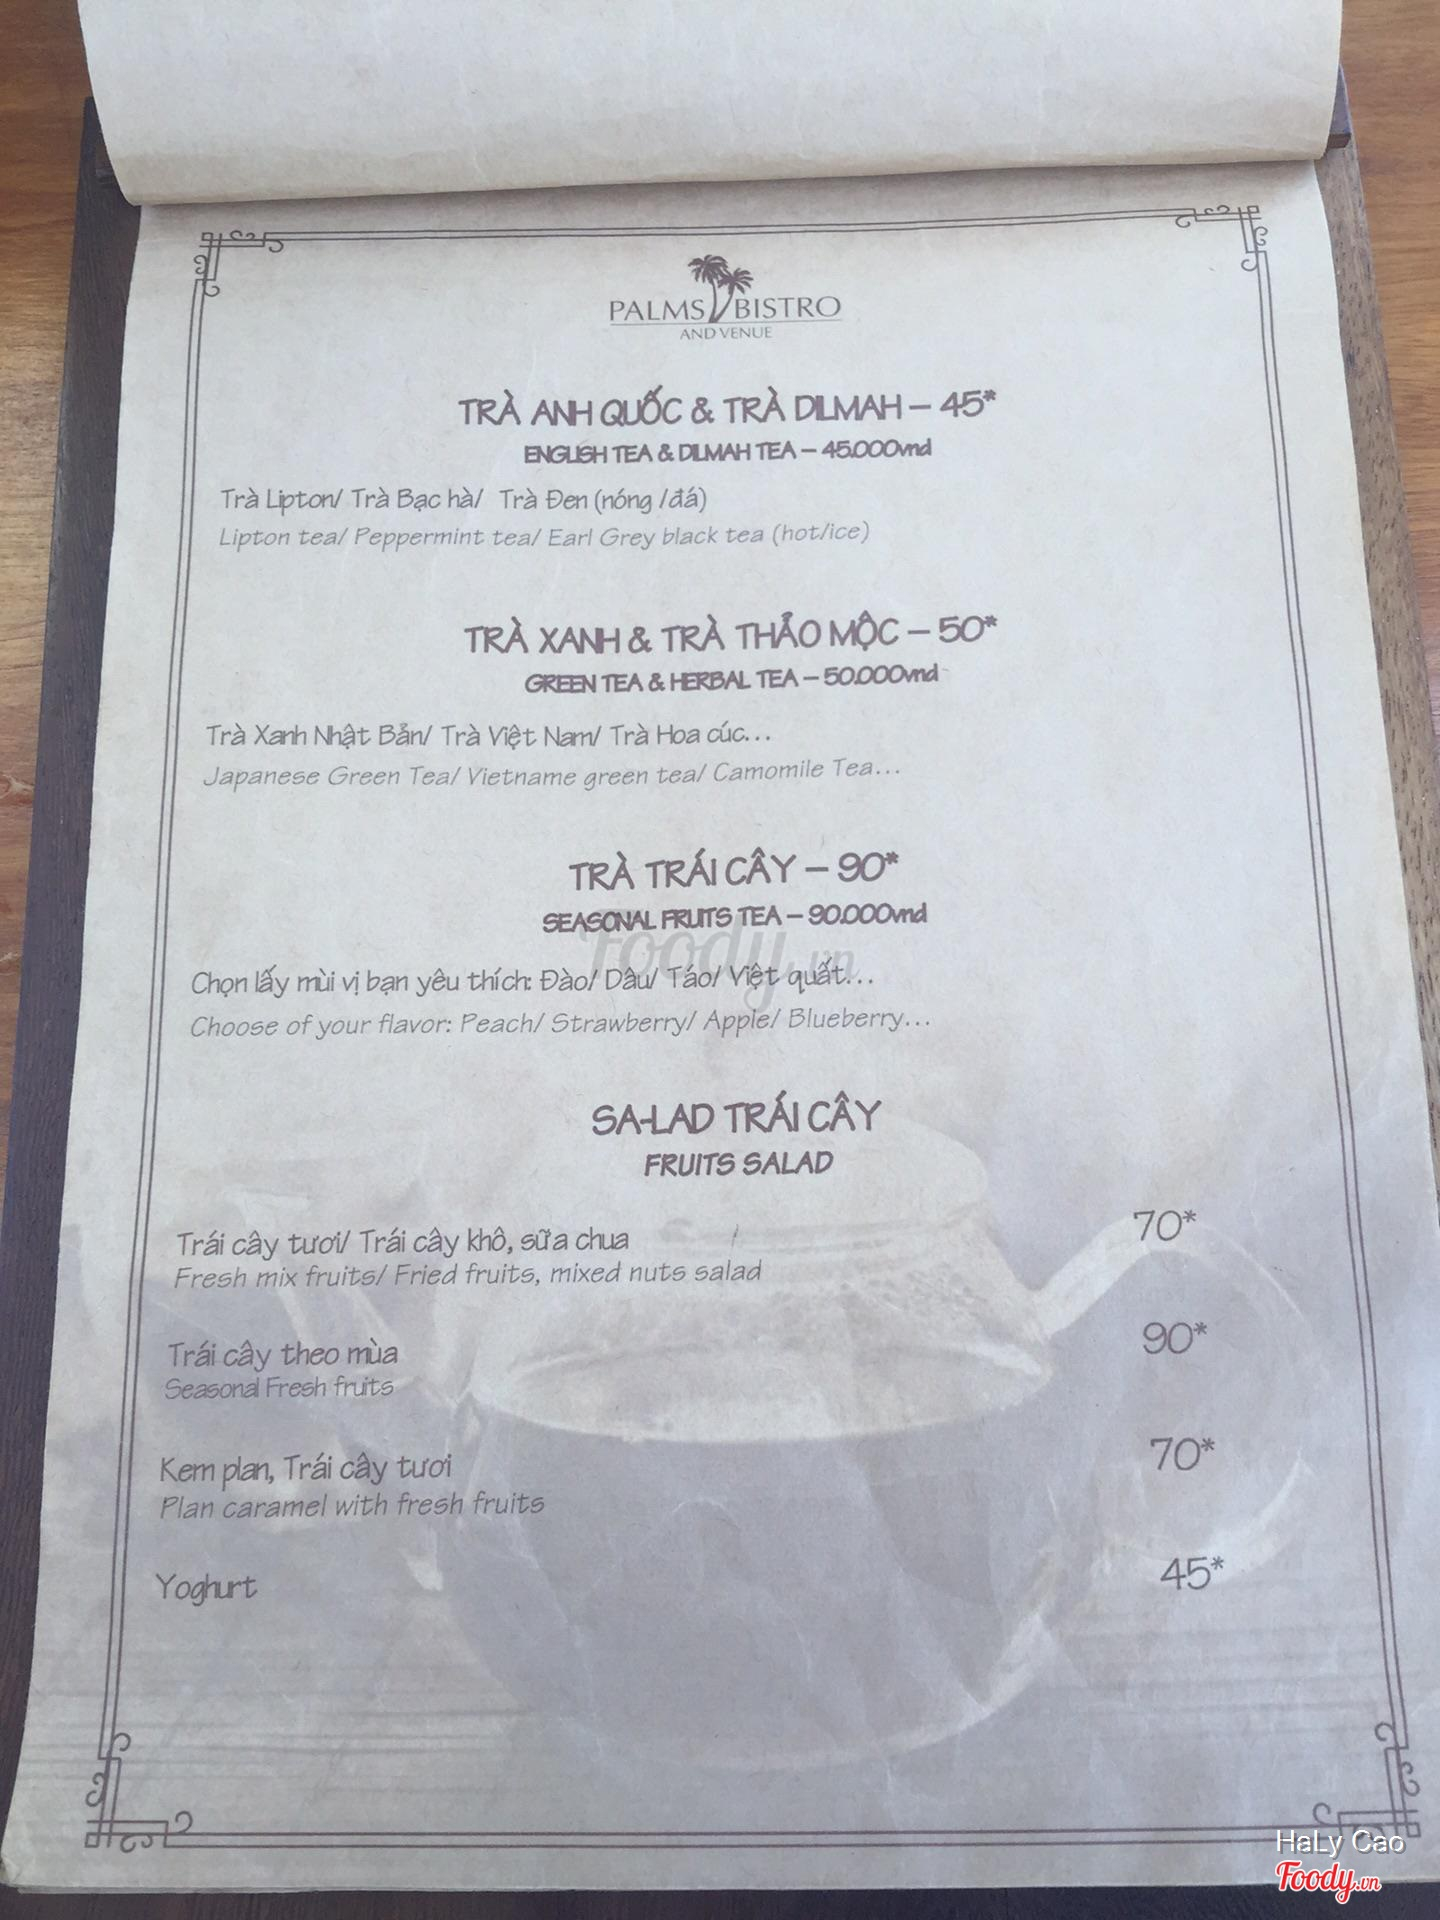 PALMS BISTRO
AND VENUE
TRÀ ANH QUỐC & TRÀ DILMAH – 45*
ENGLISH TEA & DILMAH TEA – 45.000vnd
Trà Lipton/ Trà Bạc hà/ Trà Đen (nóng /đá)
Lipton tea/ Peppermint tea/ Earl Grey black tea (hot/ice)
TRÀ XANH & TRÀ THẢO MỘC – 50*
GREEN TEA & HERBAL TEA – 50.000vnd
Trà Xanh Nhật Bản/ Trà Việt Nam/ Trà Hoa cúc...
Japanese Green Tea/ Vietname green tea/ Camomile Tea...
TRÀ TRÁI CÂY – 90*
SEASONAL FRUITS TEA – 90.000vnd
Foody.vn
Chọn lấy mùi vị bạn yêu thích: Đào/ Dâu/ Táo/ Việt quất...
Choose of your flavor: Peach/ Strawberry/ Apple/ Blueberry...
SA-LAD TRÁI CÂY
FRUITS SALAD
Trái cây tươi/ Trái cây khô, sữa chua 70*
Fresh mix fruits/ Fried fruits, mixed nuts salad
Trái cây theo mùa 90*
Seasonal Fresh fruits
Kem plan, Trái cây tươi 70*
Plan caramel with fresh fruits
Yoghurt 45*
HaLy Cao
Foody.vn